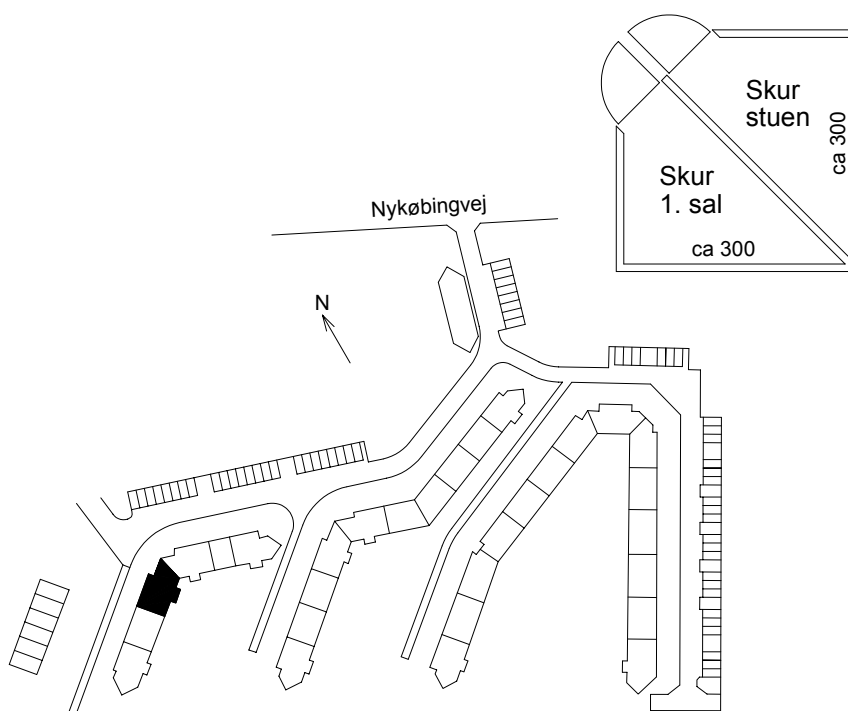 Skur
stuen
ca 300
Skur
1. sal
ca 300
Nykøbingvej
N